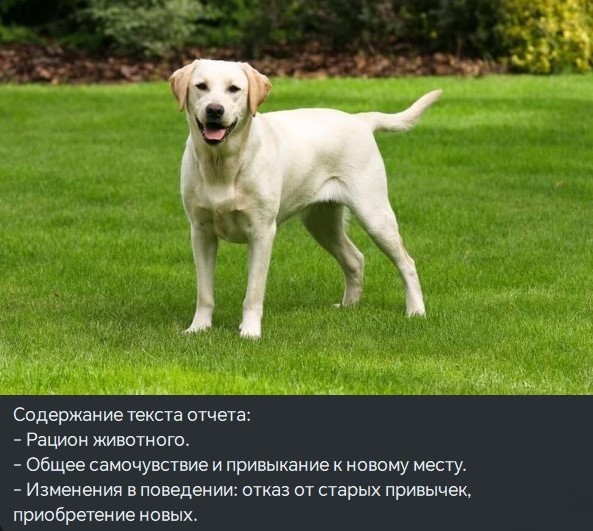 Содержание текста отчета:
- Рацион животного.
- Общее самочувствие и привыкание к новому месту.
- Изменения в поведении: отказ от старых привычек,
приобретение новых.